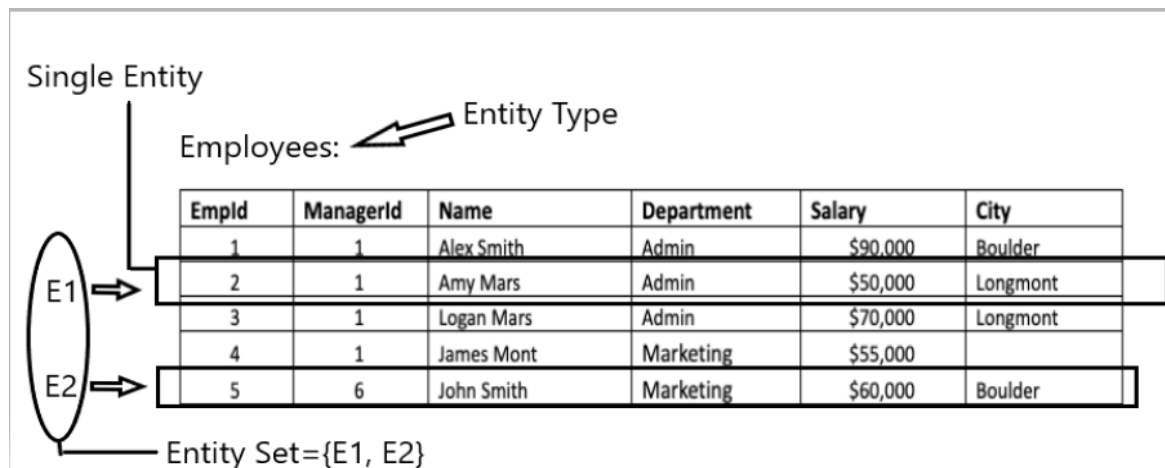 Single Entity
Entity Type
Employees:
EmpId ManagerId Name Department Salary City
1 1 Alex Smith Admin $90,000 Boulder
E1 2 1 Amy Mars Admin $50,000 Longmont
3 1 Logan Mars Admin $70,000 Longmont
4 1 James Mont Marketing $55,000
E2 5 6 John Smith Marketing $60,000 Boulder
Entity Set={E1, E2}